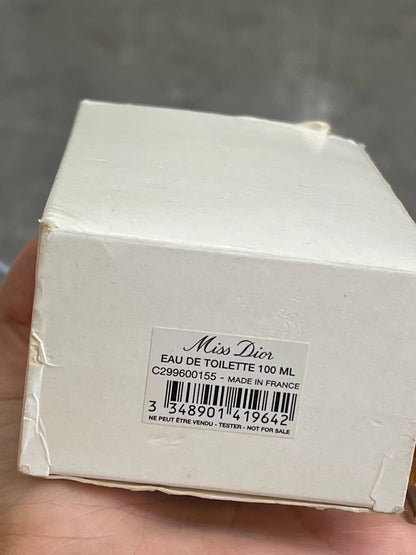 Miss Dior
EAU DE TOILETTE 100 ML
C299600155 - MADE IN FRANCE
3 348901 419642
NE PEUT ÊTRE VENDU - TESTER - NOT FOR SALE